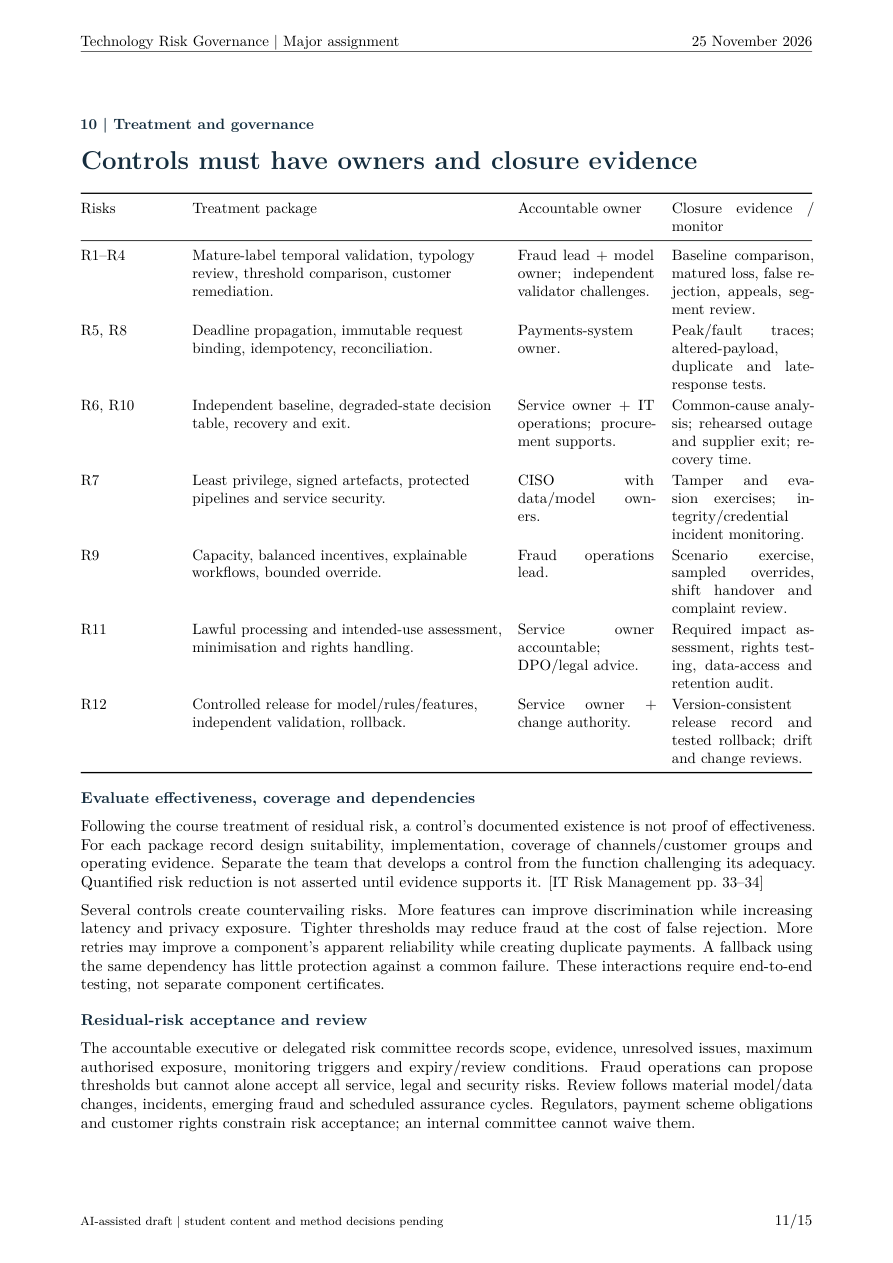 Technology Risk Governance | Major assignment 25 November 2026
10 | Treatment and governance
Controls must have owners and closure evidence
Risks Treatment package Accountable owner Closure evidence /
monitor
R1–R4 Mature-label temporal validation, typology Fraud lead + model Baseline comparison,
review, threshold comparison, customer owner; independent matured loss, false re-
remediation. validator challenges. jection, appeals, seg-
ment review.
R5, R8 Deadline propagation, immutable request Payments-system Peak/fault traces;
binding, idempotency, reconciliation. owner. altered-payload,
duplicate and late-
response tests.
R6, R10 Independent baseline, degraded-state decision Service owner + IT Common-cause analy-
table, recovery and exit. operations; procure- sis; rehearsed outage
ment supports. and supplier exit; re-
covery time.
R7 Least privilege, signed artefacts, protected CISO with Tamper and eva-
pipelines and service security. data/model own- sion exercises; in-
ers. tegrity/credential
incident monitoring.
R9 Capacity, balanced incentives, explainable Fraud operations Scenario exercise,
workflows, bounded override. lead. sampled overrides,
shift handover and
complaint review.
R11 Lawful processing and intended-use assessment, Service owner Required impact as-
minimisation and rights handling. accountable; sessment, rights test-
DPO/legal advice. ing, data-access and
retention audit.
R12 Controlled release for model/rules/features, Service owner + Version-consistent
independent validation, rollback. change authority. release record and
tested rollback; drift
and change reviews.
Evaluate effectiveness, coverage and dependencies
Following the course treatment of residual risk, a control's documented existence is not proof of effectiveness.
For each package record design suitability, implementation, coverage of channels/customer groups and
operating evidence. Separate the team that develops a control from the function challenging its adequacy.
Quantified risk reduction is not asserted until evidence supports it. [IT Risk Management pp. 33–34]
Several controls create countervailing risks. More features can improve discrimination while increasing
latency and privacy exposure. Tighter thresholds may reduce fraud at the cost of false rejection. More
retries may improve a component's apparent reliability while creating duplicate payments. A fallback using
the same dependency has little protection against a common failure. These interactions require end-to-end
testing, not separate component certificates.
Residual-risk acceptance and review
The accountable executive or delegated risk committee records scope, evidence, unresolved issues, maximum
authorised exposure, monitoring triggers and expiry/review conditions. Fraud operations can propose
thresholds but cannot alone accept all service, legal and security risks. Review follows material model/data
changes, incidents, emerging fraud and scheduled assurance cycles. Regulators, payment scheme obligations
and customer rights constrain risk acceptance; an internal committee cannot waive them.
AI-assisted draft | student content and method decisions pending 11/15